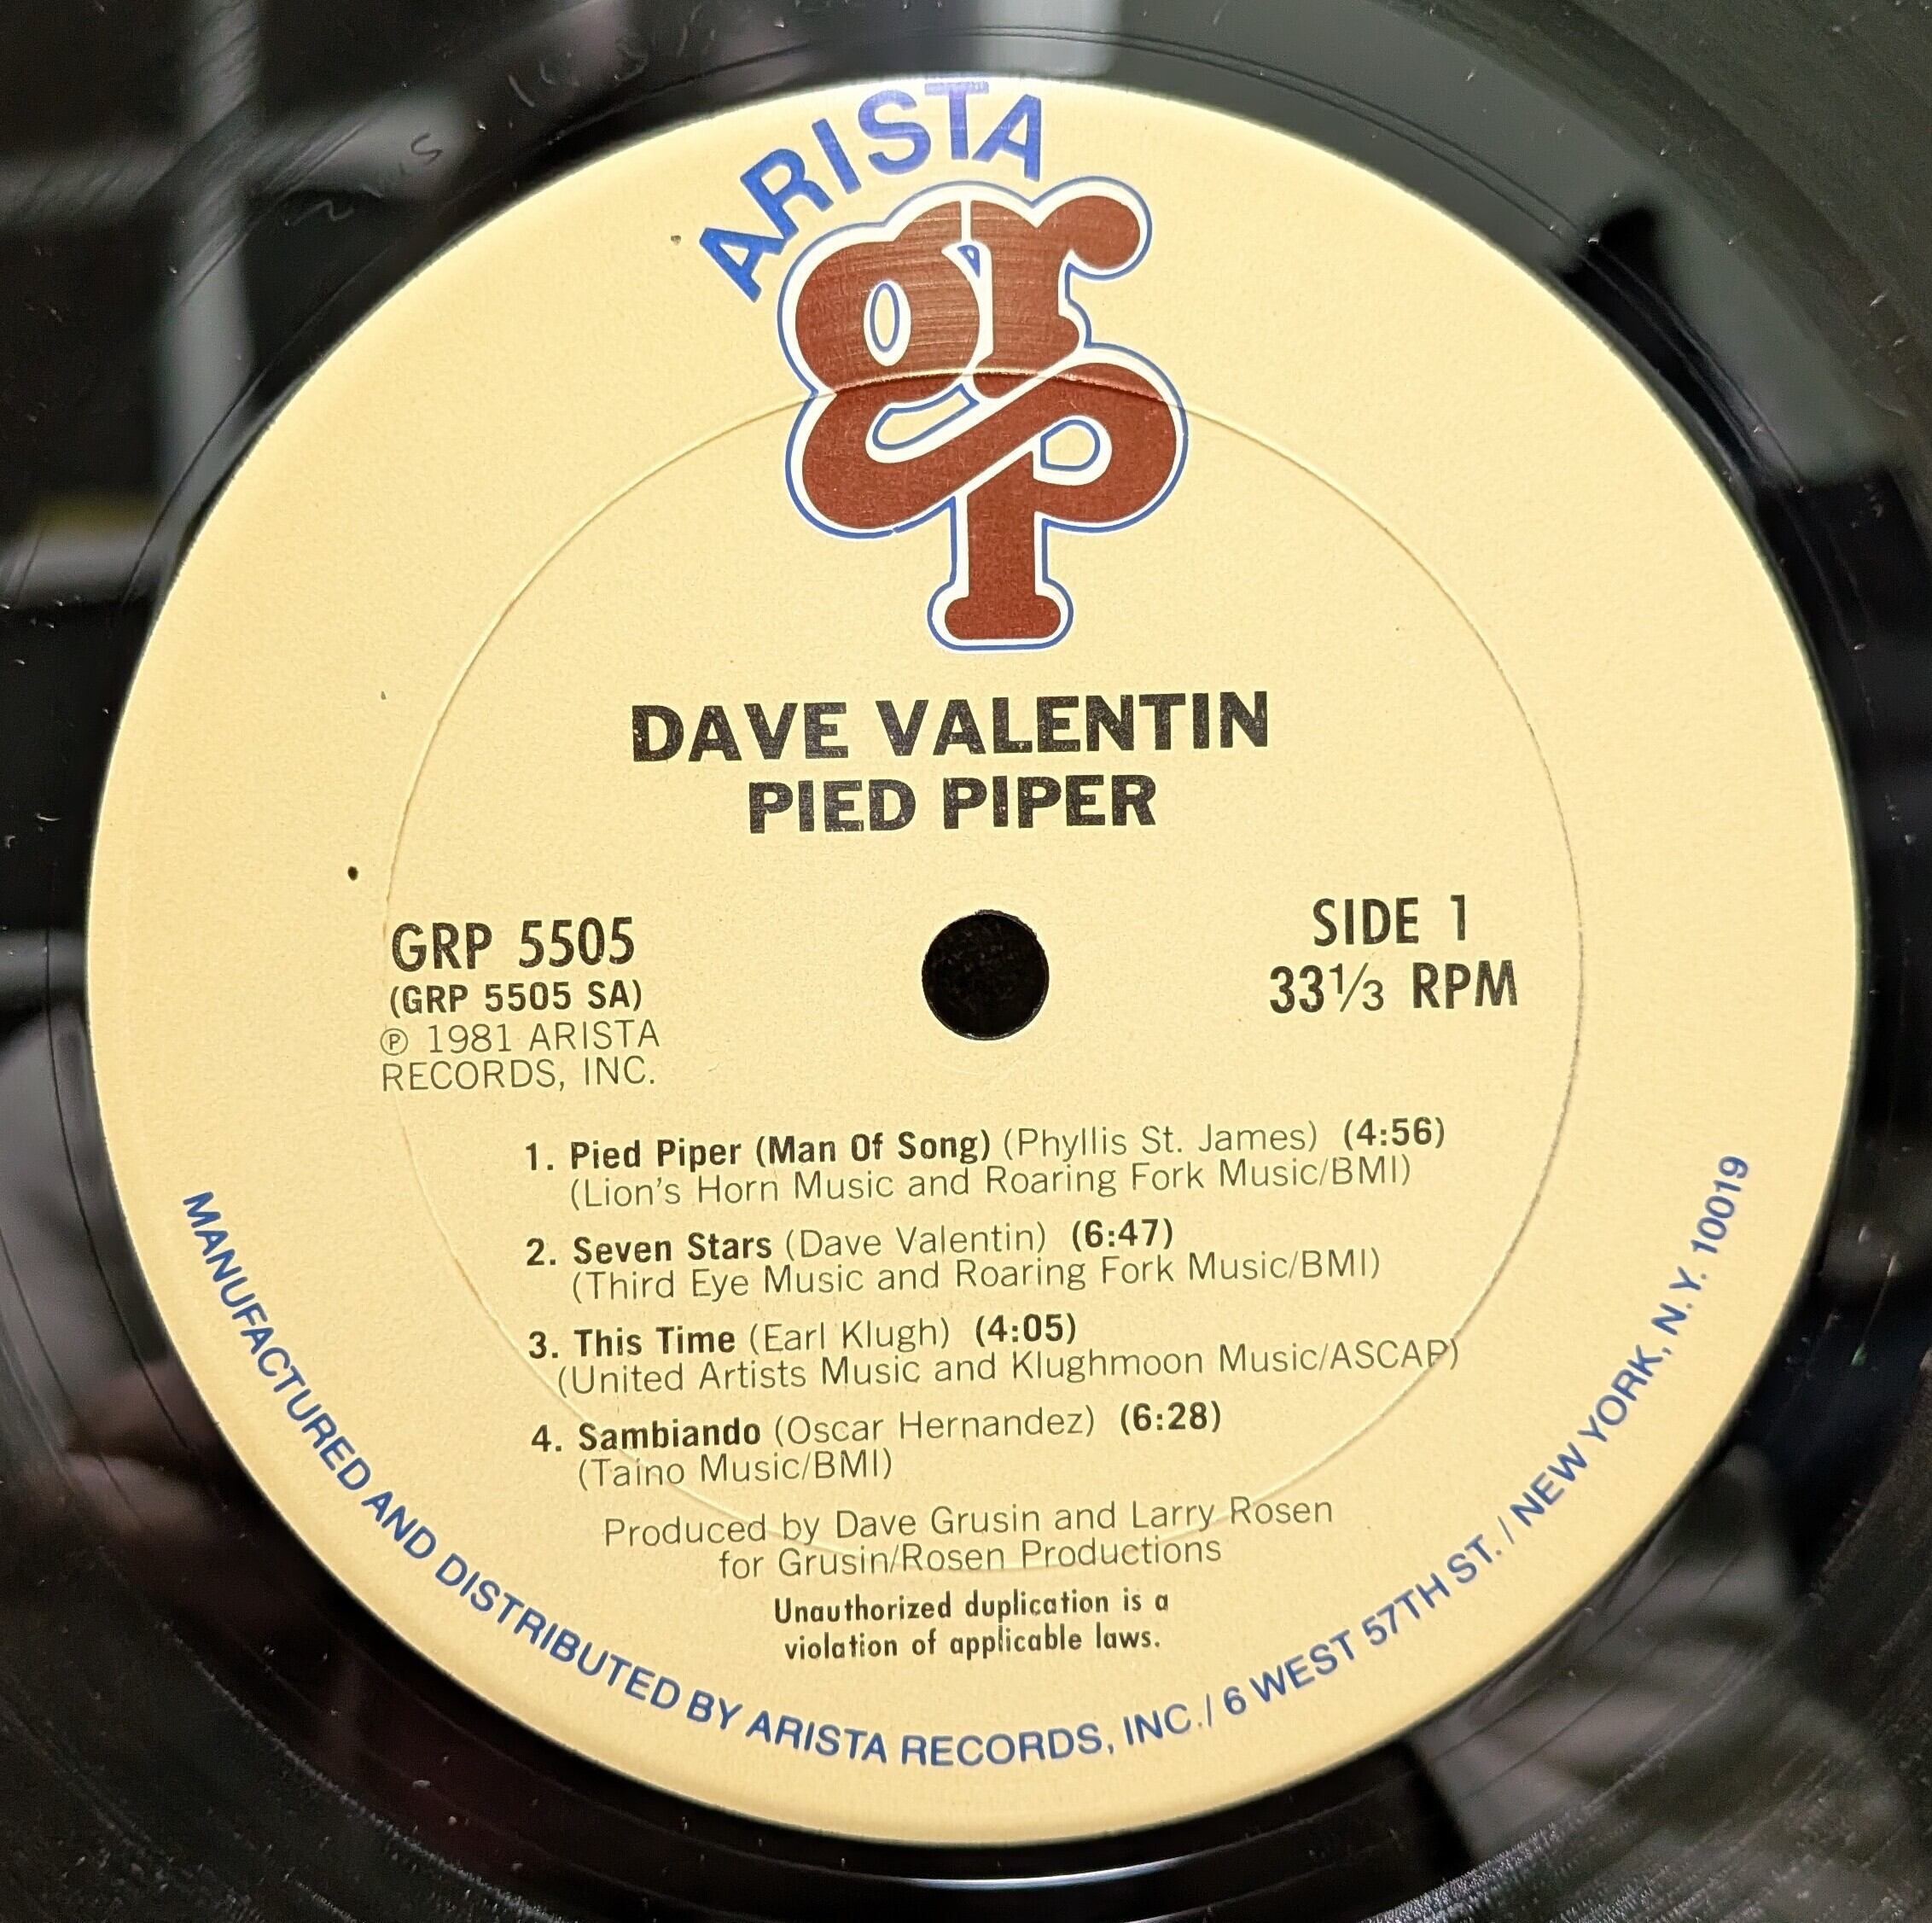 ARISTA
grp
DAVE VALENTIN
PIED PIPER
GRP 5505
(GRP 5505 SA)
℗ 1981 ARISTA
RECORDS, INC.
SIDE 1
33⅓ RPM
1. Pied Piper (Man Of Song) (Phyllis St. James) (4:56)
(Lion's Horn Music and Roaring Fork Music/BMI)
2. Seven Stars (Dave Valentin) (6:47)
(Third Eye Music and Roaring Fork Music/BMI)
3. This Time (Earl Klugh) (4:05)
(United Artists Music and Klughmoon Music/ASCAP)
4. Sambiando (Oscar Hernandez) (6:28)
(Taino Music/BMI)
Produced by Dave Grusin and Larry Rosen
for Grusin/Rosen Productions
Unauthorized duplication is a
violation of applicable laws.
MANUFACTURED AND DISTRIBUTED BY ARISTA RECORDS, INC./ 6 WEST 57TH ST. / NEW YORK, N.Y. 10019